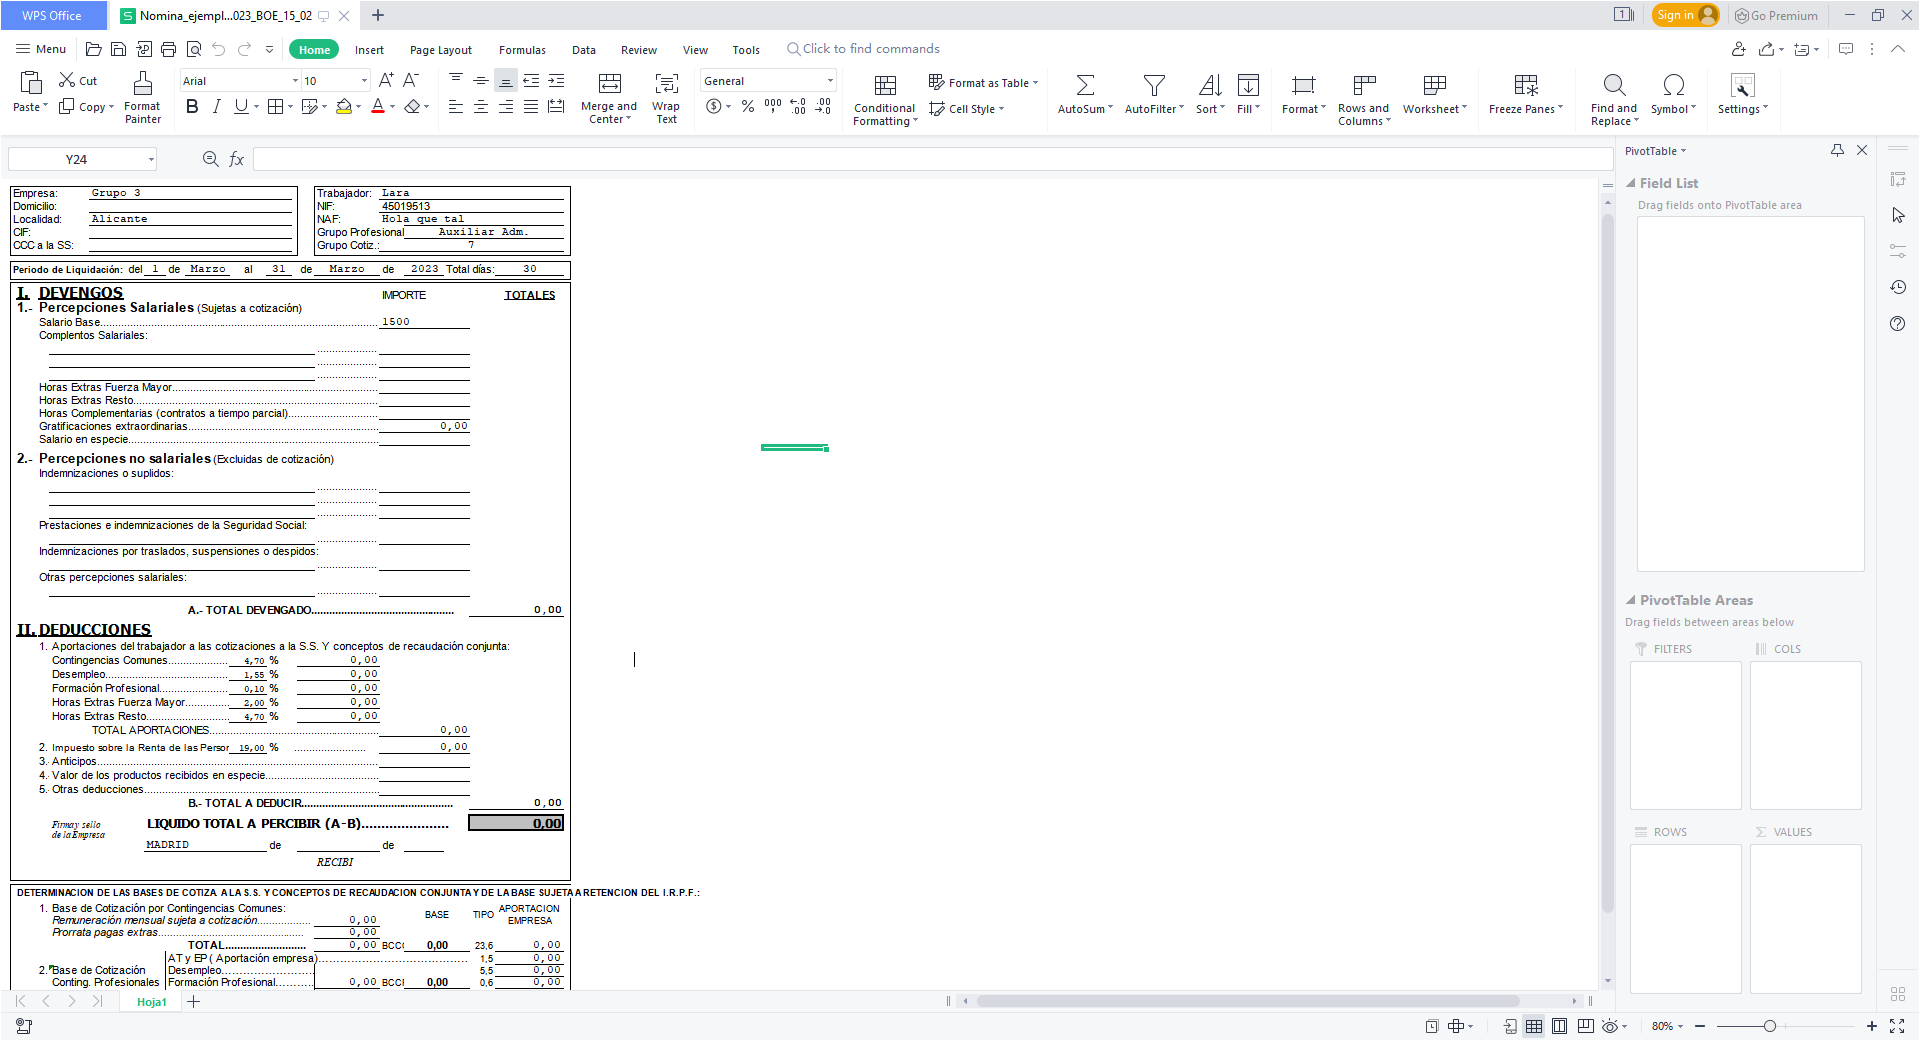 WPS Office
Nomina_ejempl...023_BOE_15_02
1
Sign in
Go Premium
Menu
Home
Insert
Page Layout
Formulas
Data
Review
View
Tools
Click to find commands
Paste
Cut
Copy
Format Painter
Arial
10
Merge and Center
Wrap Text
General
Conditional Formatting
Format as Table
Cell Style
AutoSum
AutoFilter
Sort
Fill
Format
Rows and Columns
Worksheet
Freeze Panes
Find and Replace
Symbol
Settings
Y24
fx
PivotTable
Field List
Drag fields onto PivotTable area
PivotTable Areas
Drag fields between areas below
FILTERS
COLS
ROWS
VALUES
Empresa: Grupo 3
Domicilio:
Localidad: Alicante
CIF:
CCC a la SS:
Trabajador: Lara
NIF: 45019513
NAF: Hola que tal
Grupo Profesional Auxiliar Adm.
Grupo Cotiz.: 7
Periodo de Liquidación: del 1 de Marzo al 31 de Marzo de 2023 Total días: 30
I. DEVENGOS IMPORTE TOTALES
1.- Percepciones Salariales (Sujetas a cotización)
Salario Base 1500
Complentos Salariales:
Horas Extras Fuerza Mayor
Horas Extras Resto
Horas Complementarias (contratos a tiempo parcial)
Gratificaciones extraordinarias 0,00
Salario en especie
2.- Percepciones no salariales (Excluidas de cotización)
Indemnizaciones o suplidos:
Prestaciones e indemnizaciones de la Seguridad Social:
Indemnizaciones por traslados, suspensiones o despidos:
Otras percepciones salariales:
A.- TOTAL DEVENGADO 0,00
II. DEDUCCIONES
1. Aportaciones del trabajador a las cotizaciones a la S.S. Y conceptos de recaudación conjunta:
Contingencias Comunes 4,70 % 0,00
Desempleo 1,55 % 0,00
Formación Profesional 0,10 % 0,00
Horas Extras Fuerza Mayor 2,00 % 0,00
Horas Extras Resto 4,70 % 0,00
TOTAL APORTACIONES 0,00
2. Impuesto sobre la Renta de las Persor 19,00 % 0,00
3. Anticipos
4. Valor de los productos recibidos en especie
5. Otras deducciones
B.- TOTAL A DEDUCIR 0,00
Firma y sello de la Empresa
LIQUIDO TOTAL A PERCIBIR (A-B) 0,00
MADRID de de
RECIBI
DETERMINACION DE LAS BASES DE COTIZA. A LA S.S. Y CONCEPTOS DE RECAUDACION CONJUNTA Y DE LA BASE SUJETA A RETENCION DEL I.R.P.F.:
1. Base de Cotización por Contingencias Comunes: BASE TIPO APORTACION EMPRESA
Remuneración mensual sujeta a cotización 0,00
Prorrata pagas extras 0,00
TOTAL 0,00 BCC 0,00 23,6 0,00
AT y EP ( Aportación empresa) 1,5 0,00
2. Base de Cotización Desempleo 5,5 0,00
Conting. Profesionales Formación Profesional 0,00 BCC 0,00 0,6 0,00
Hoja1
80%